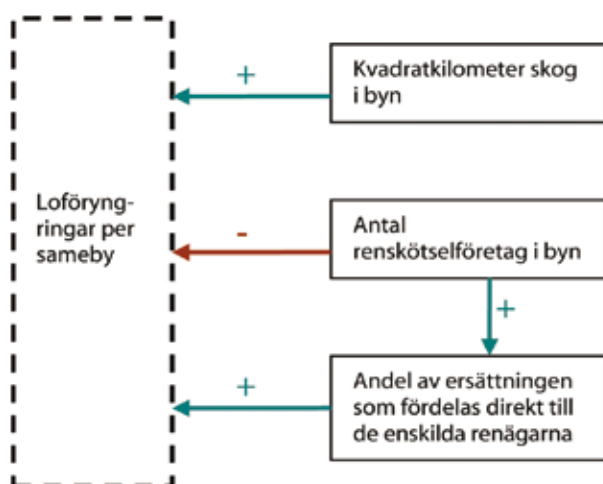 Loföryng-
ringar per
sameby
+
Kvadratkilometer skog
i byn
-
Antal
renskötselföretag i byn
+
+
Andel av ersättningen
som fördelas direkt till
de enskilda renägarna